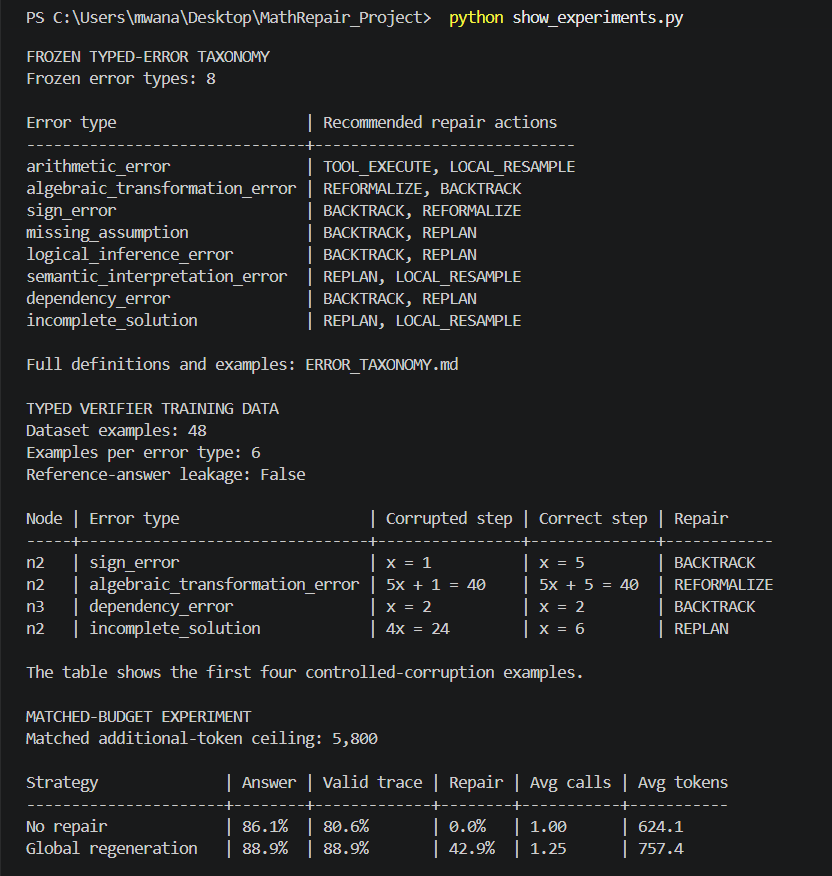 PS C:\Users\mwana\Desktop\MathRepair_Project>  python show_experiments.py
FROZEN TYPED-ERROR TAXONOMY
Frozen error types: 8
Error type                      | Recommended repair actions
--------------------------------+---------------------------
arithmetic_error                | TOOL_EXECUTE, LOCAL_RESAMPLE
algebraic_transformation_error | REFORMALIZE, BACKTRACK
sign_error                      | BACKTRACK, REFORMALIZE
missing_assumption              | BACKTRACK, REPLAN
logical_inference_error         | BACKTRACK, REPLAN
semantic_interpretation_error   | REPLAN, LOCAL_RESAMPLE
dependency_error                | BACKTRACK, REPLAN
incomplete_solution             | REPLAN, LOCAL_RESAMPLE
Full definitions and examples: ERROR_TAXONOMY.md
TYPED VERIFIER TRAINING DATA
Dataset examples: 48
Examples per error type: 6
Reference-answer leakage: False
Node | Error type                     | Corrupted step | Correct step | Repair
-----+--------------------------------+----------------+--------------+------------
n2   | sign_error                     | x = 1          | x = 5        | BACKTRACK
n2   | algebraic_transformation_error | 5x + 1 = 40    | 5x + 5 = 40  | REFORMALIZE
n3   | dependency_error               | x = 2          | x = 2        | BACKTRACK
n2   | incomplete_solution            | 4x = 24        | x = 6        | REPLAN
The table shows the first four controlled-corruption examples.
MATCHED-BUDGET EXPERIMENT
Matched additional-token ceiling: 5,800
Strategy              | Answer | Valid trace | Repair | Avg calls | Avg tokens
----------------------+--------+-------------+--------+-----------+-----------
No repair             | 86.1%  | 80.6%       | 0.0%   | 1.00      | 624.1
Global regeneration   | 88.9%  | 88.9%       | 42.9%  | 1.25      | 757.4